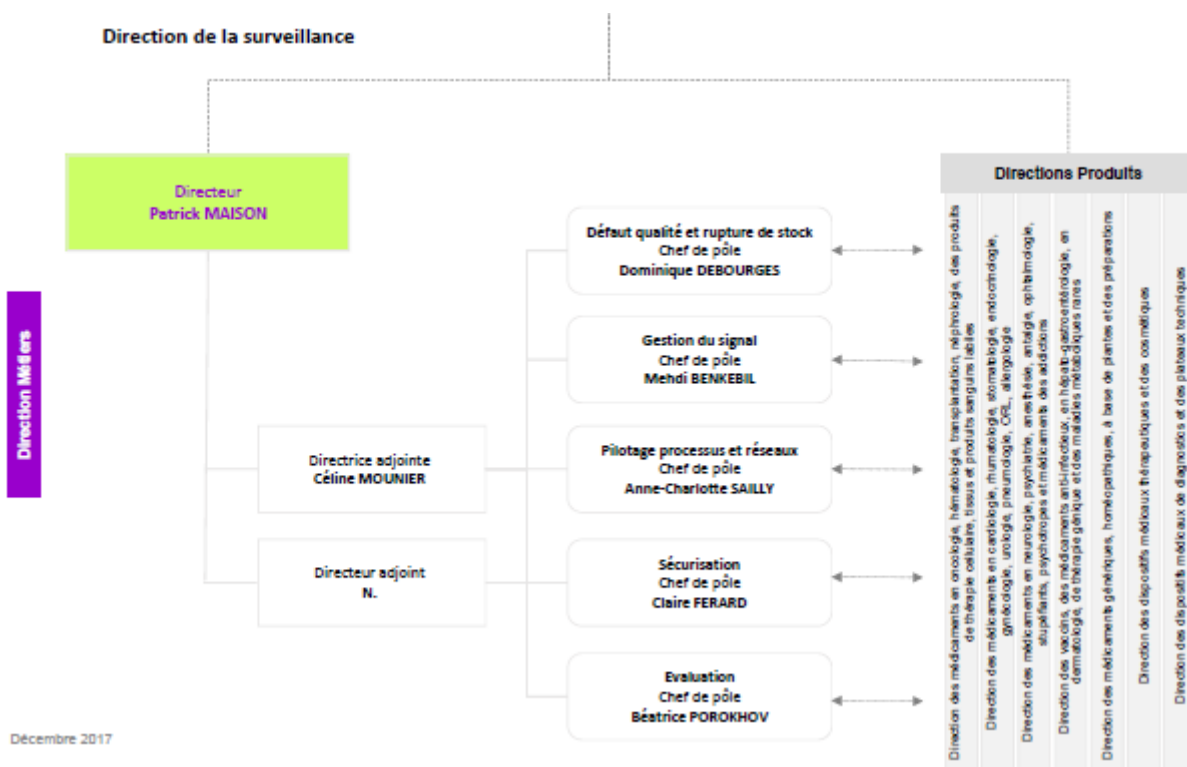 Direction de la surveillance
Directeur
Patrick MAISON
Direction Métiers
Directrice adjointe
Céline MOUNIER
Directeur adjoint
N.
Défaut qualité et rupture de stock
Chef de pôle
Dominique DEBOURGES
Gestion du signal
Chef de pôle
Mehdi BENKEBIL
Pilotage processus et réseaux
Chef de pôle
Anne-Charlotte SAILLY
Sécurisation
Chef de pôle
Claire FERARD
Evaluation
Chef de pôle
Béatrice POROKHOV
Directions Produits
Direction des médicaments en oncologie, hématologie, transplantation, néphrologie, des produits
de thérapie cellulaire, tissus et produits sanguins labiles
Direction des médicaments en cardiologie, rhumatologie, stomatologie, endocrinologie,
gynécologie, urologie, pneumologie, ORL, allergologie
Direction des médicaments en neurologie, psychiatrie, anesthésie, antalgie, ophtalmologie,
stupéfiants, psychotropes et médicaments des addictions
Direction des vaccins, des médicaments anti-infectieux, en hépato-gastroentérologie, en
dermatologie, de thérapie génique et des maladies métaboliques rares
Direction des médicaments génériques, homéopathiques, à base de plantes et des préparations
Direction des dispositifs médicaux thérapeutiques et des cosmétiques
Direction des dispositifs médicaux de diagnostics et des plateaux techniques
Décembre 2017